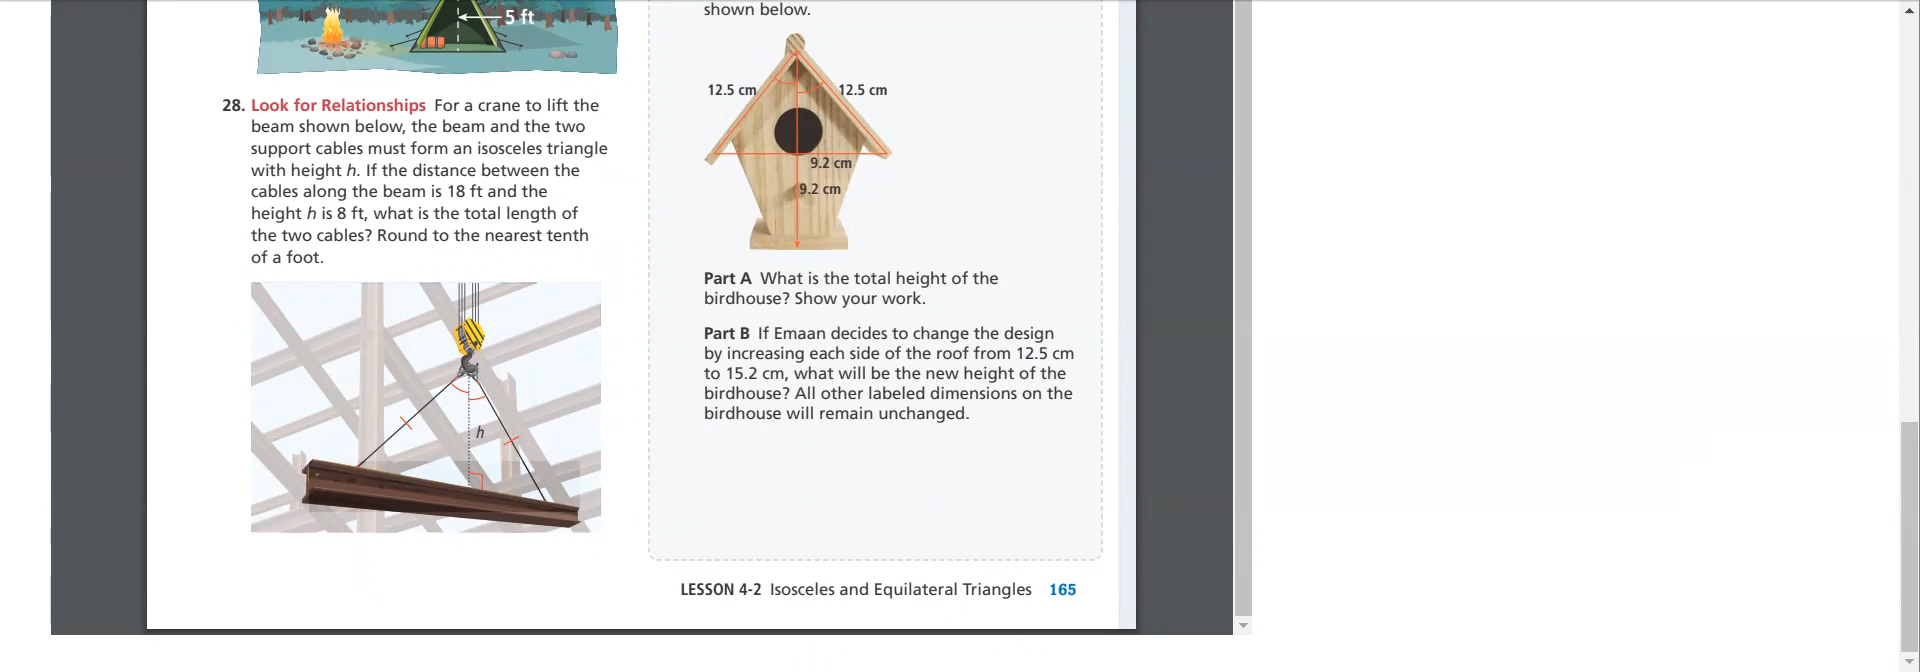 5 ft
28. Look for Relationships For a crane to lift the
beam shown below, the beam and the two
support cables must form an isosceles triangle
with height h. If the distance between the
cables along the beam is 18 ft and the
height h is 8 ft, what is the total length of
the two cables? Round to the nearest tenth
of a foot.
h
shown below.
12.5 cm
12.5 cm
9.2 cm
9.2 cm
Part A What is the total height of the
birdhouse? Show your work.
Part B If Emaan decides to change the design
by increasing each side of the roof from 12.5 cm
to 15.2 cm, what will be the new height of the
birdhouse? All other labeled dimensions on the
birdhouse will remain unchanged.
LESSON 4-2 Isosceles and Equilateral Triangles 165